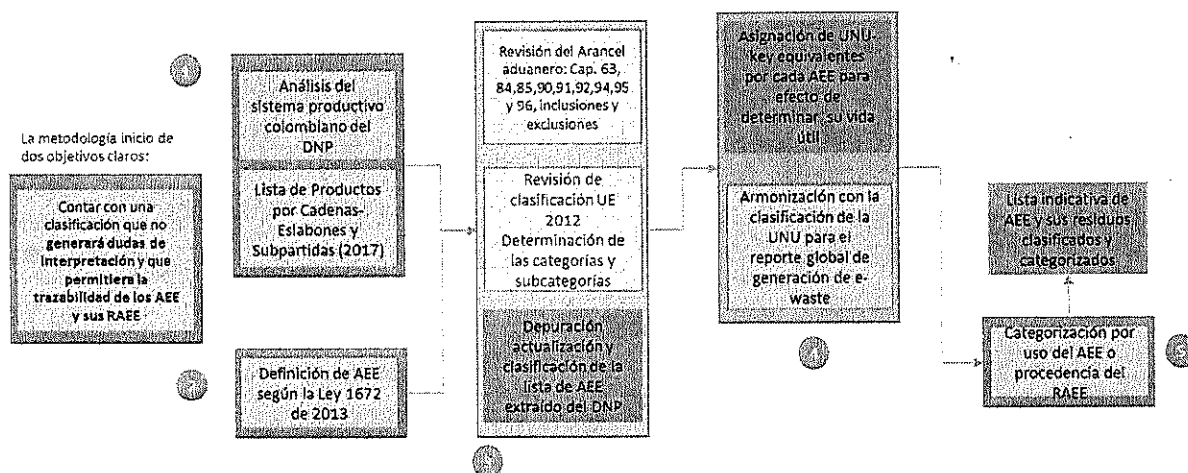 La metodología inicio de
dos objetivos claros:
Contar con una
clasificación que no
generará dudas de
interpretación y que
permitiera la
trazabilidad de los AEE
y sus RAEE
1
Análisis del
sistema productivo
colombiano del
DNP
Lista de Productos
por Cadenas-
Eslabones y
Subpartidas (2017)
2
Definición de AEE
según la Ley 1672
de 2013
Revisión del Arancel
aduanero: Cap. 63,
84,85,90,91,92,94,95
y 96, inclusiones y
exclusiones
Revisión de
clasificación UE
2012
Determinación de
las categorías y
subcategorías
Depuración
actualización y
clasificación de la
lista de AEE
extraído del DNP
3
Asignación de UNU-
key equivalentes
por cada AEE para
efecto de
determinar, su vida
útil
Armonización con la
clasificación de la
UNU para el
reporte global de
generación de e-
waste
4
Lista indicativa de
AEE y sus residuos
clasificados y
categorizados
Categorización por
uso del AEE o
procedencia del
RAEE
5